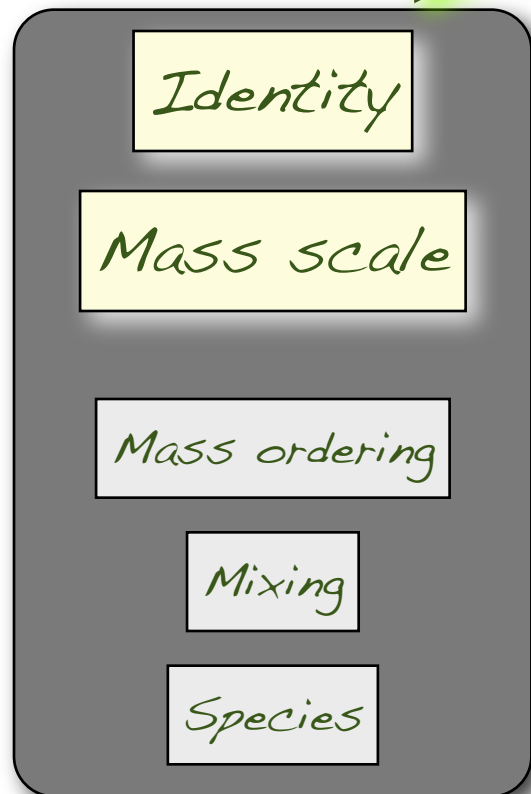 Identity
Mass scale
Mass ordering
Mixing
Species